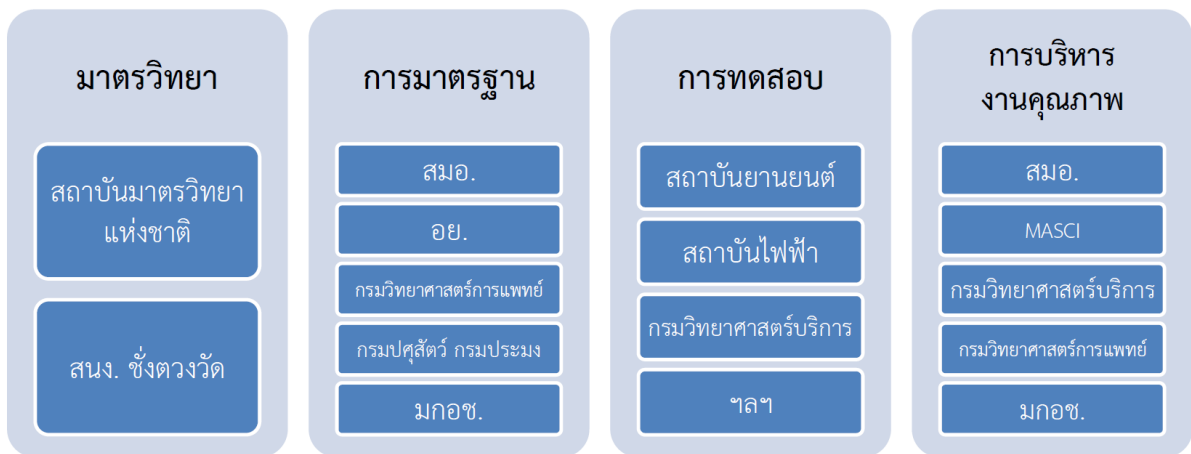 มาตรวิทยา
สถาบันมาตรวิทยา
แห่งชาติ
สนง. ชั่งตวงวัด
การมาตรฐาน
สมอ.
อย.
กรมวิทยาศาสตร์การแพทย์
กรมปศุสัตว์ กรมประมง
มกอช.
การทดสอบ
สถาบันยานยนต์
สถาบันไฟฟ้า
กรมวิทยาศาสตร์บริการ
ฯลฯ
การบริหาร
งานคุณภาพ
สมอ.
MASCI
กรมวิทยาศาสตร์บริการ
กรมวิทยาศาสตร์การแพทย์
มกอช.